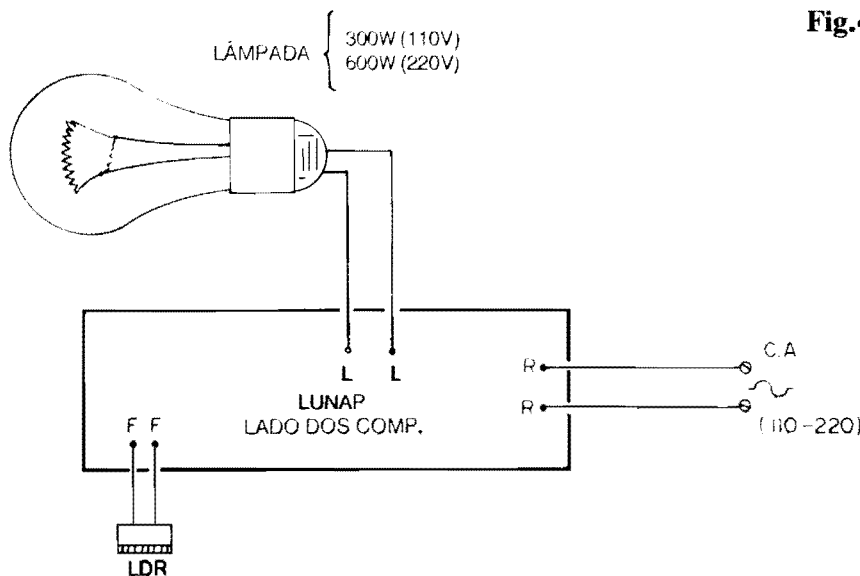 Fig.
LÂMPADA
300W (110V)
600W (220V)
C.A
R
L L
LUNAP
LADO DOS COMP.
R
(110-220)
F F
LDR